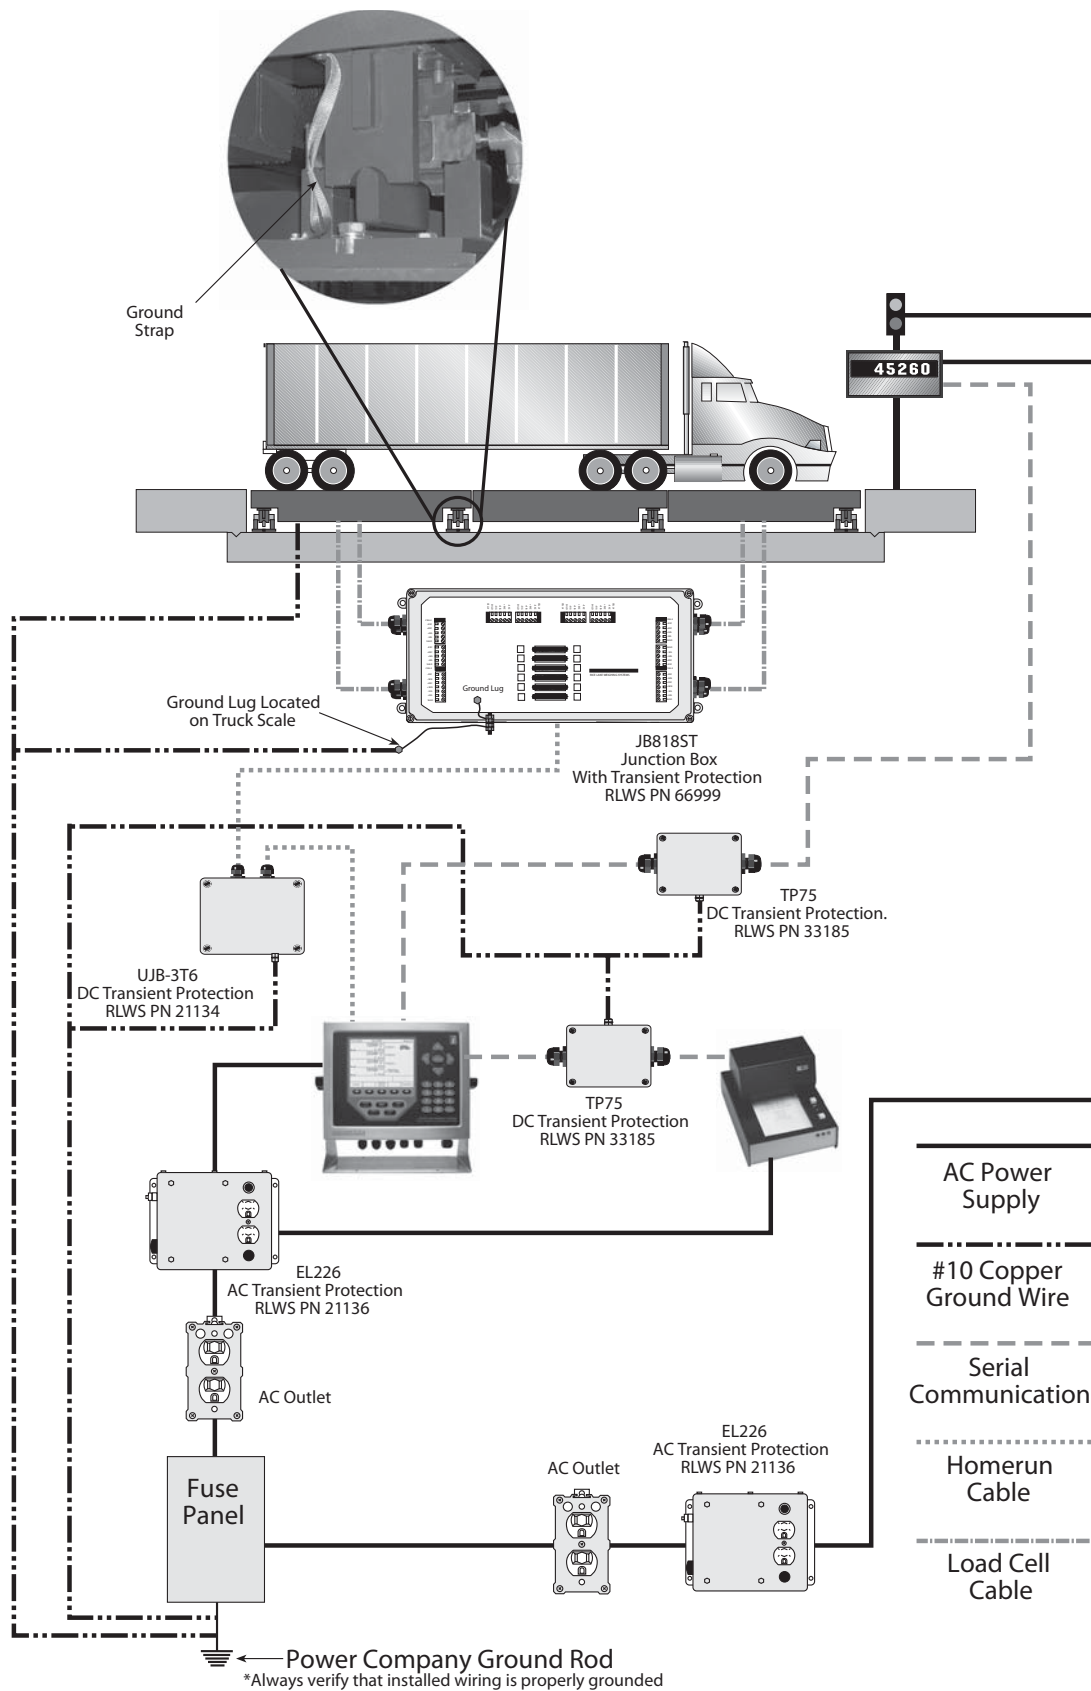 Ground
Strap
45260
Ground Lug
Ground Lug Located
on Truck Scale
JB818ST
Junction Box
With Transient Protection
RLWS PN 66999
TP75
DC Transient Protection.
RLWS PN 33185
UJB-3T6
DC Transient Protection
RLWS PN 21134
TP75
DC Transient Protection
RLWS PN 33185
AC Power
Supply
EL226
AC Transient Protection
RLWS PN 21136
#10 Copper
Ground Wire
Serial
Communication
AC Outlet
EL226
AC Transient Protection
RLWS PN 21136
AC Outlet
Homerun
Cable
Fuse
Panel
Load Cell
Cable
Power Company Ground Rod
*Always verify that installed wiring is properly grounded